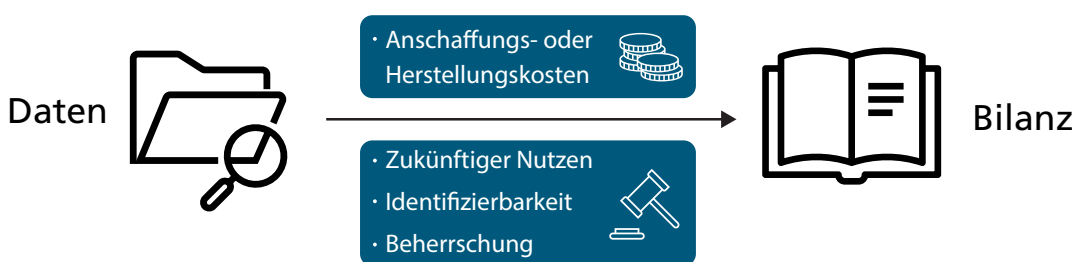 Daten
· Anschaffungs- oder
Herstellungskosten
· Zukünftiger Nutzen
· Identifizierbarkeit
· Beherrschung
Bilanz